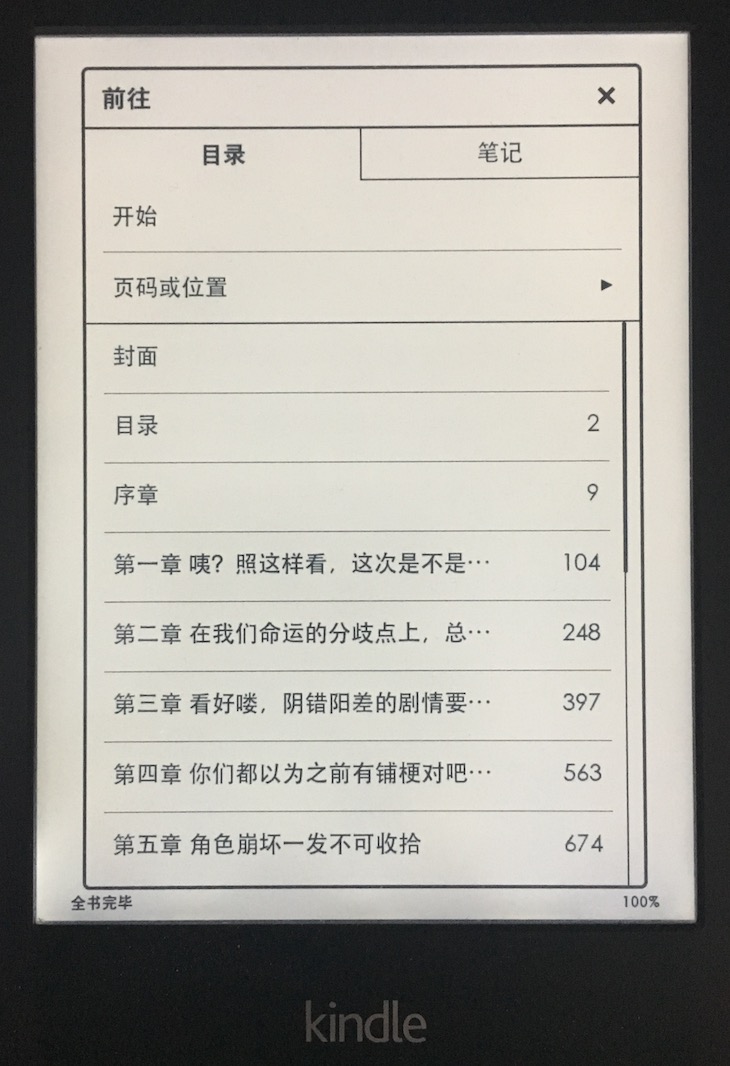 前往 ×
目录 笔记
开始
页码或位置 ▶
封面
目录 2
序章 9
第一章 咦？照这样看，这次是不是… 104
第二章 在我们命运的分歧点上，总… 248
第三章 看好喽，阴错阳差的剧情要… 397
第四章 你们都以为之前有铺梗对吧… 563
第五章 角色崩坏一发不可收拾 674
全书完毕 100%
kindle